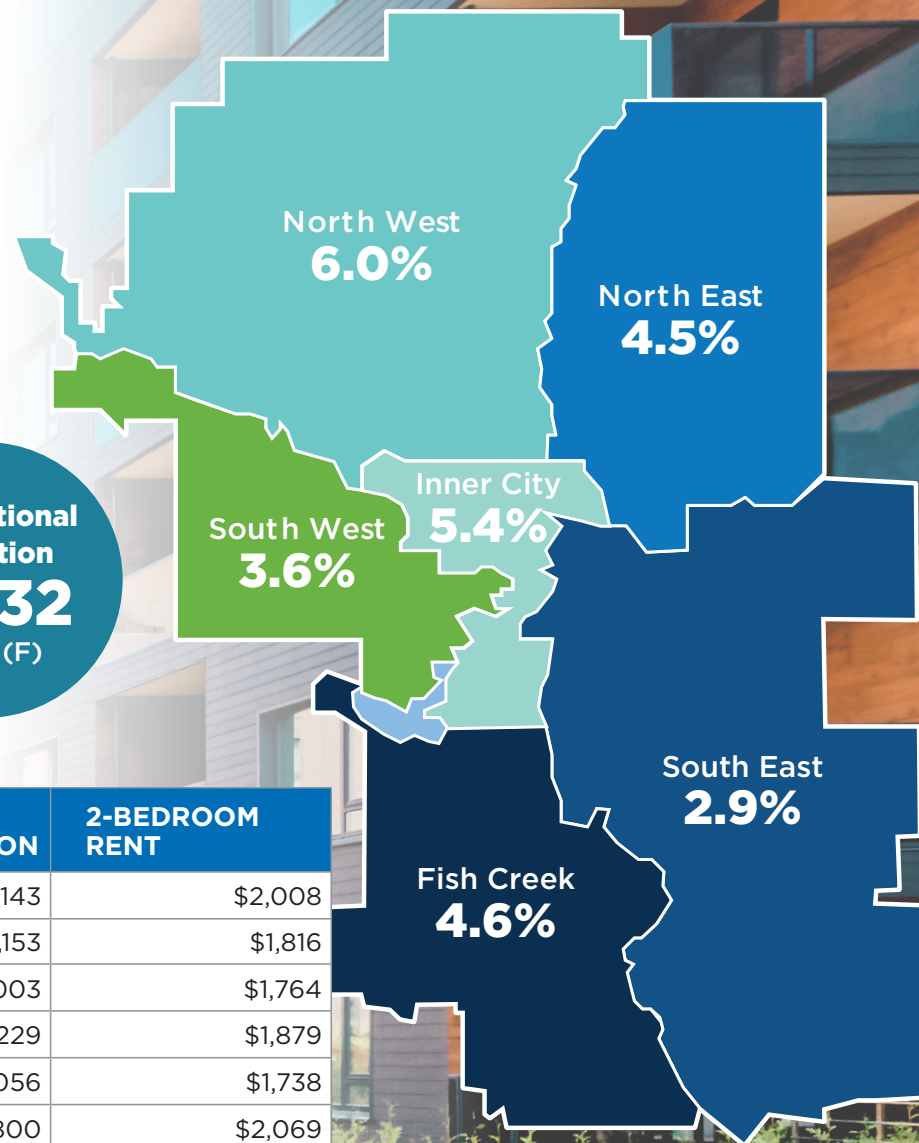 North West
6.0%
North East
4.5%
Inner City
5.4%
South West
3.6%
tional
tion
32
(F)
South East
2.9%
Fish Creek
4.6%
ON
2-BEDROOM
RENT
143
$2,008
,153
$1,816
003
$1,764
229
$1,879
056
$1,738
300
$2,069